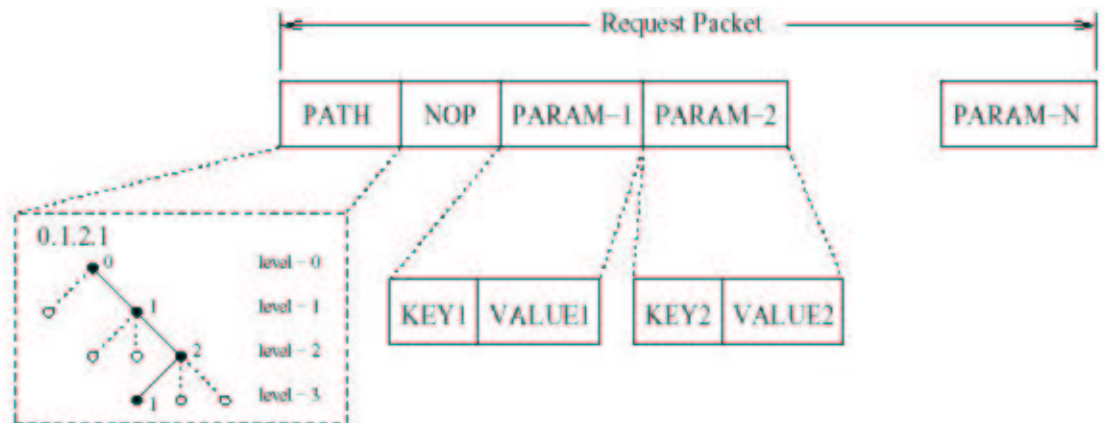 Request Packet
PATH NOP PARAM-1 PARAM-2 PARAM-N
0.1.2.1
0 level - 0
1 level - 1
2 level - 2
1 level - 3
KEY1 VALUE1 KEY2 VALUE2